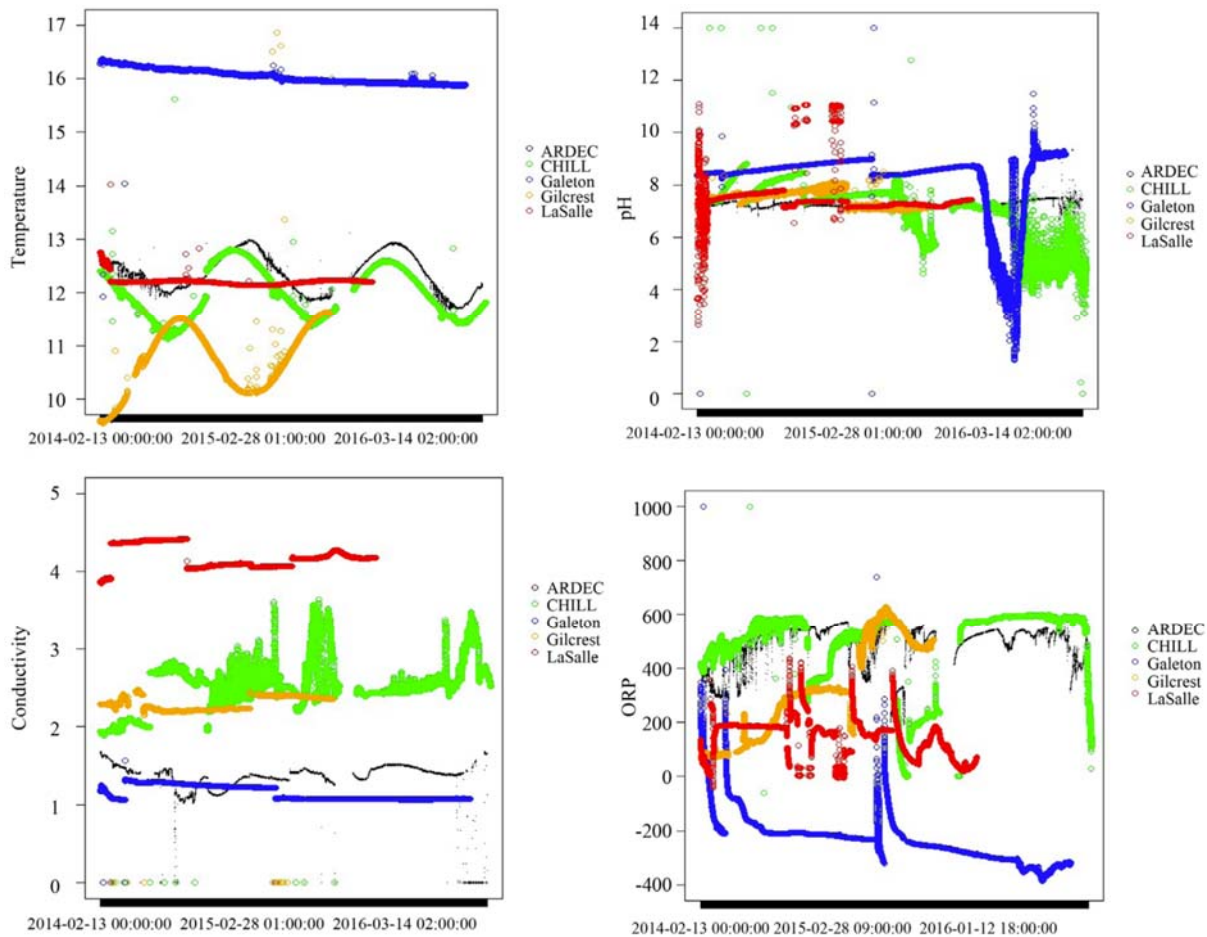 17
16
15
14
13
12
11
10
Temperature
ARDEC
CHILL
Galeton
Gilcrest
LaSalle
2014-02-13 00:00:00
2015-02-28 01:00:00
2016-03-14 02:00:00
14
12
10
8
6
4
2
0
pH
ARDEC
CHILL
Galeton
Gilcrest
LaSalle
2014-02-13 00:00:00
2015-02-28 01:00:00
2016-03-14 02:00:00
5
4
3
2
1
0
Conductivity
ARDEC
CHILL
Galeton
Gilcrest
LaSalle
2014-02-13 00:00:00
2015-02-28 01:00:00
2016-03-14 02:00:00
1000
800
600
400
200
0
-200
-400
ORP
ARDEC
CHILL
Galeton
Gilcrest
LaSalle
2014-02-13 00:00:00
2015-02-28 09:00:00
2016-01-12 18:00:00